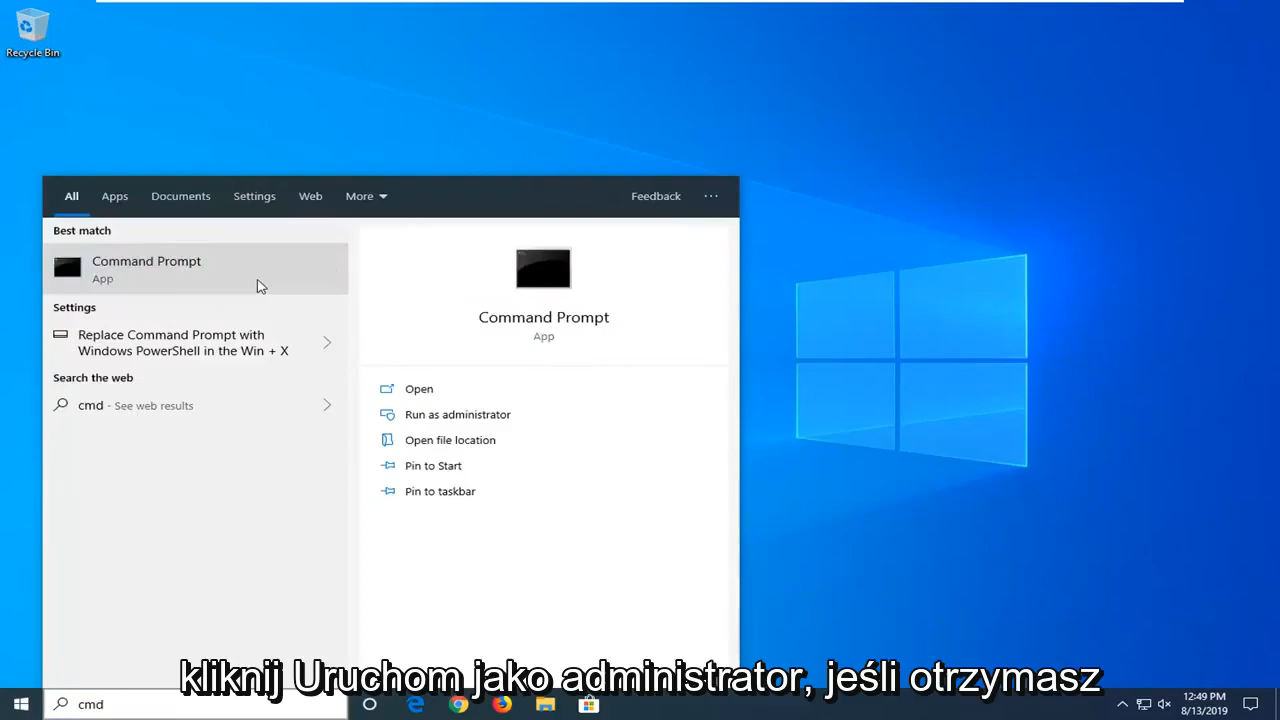 Recycle Bin
All Apps Documents Settings Web More Feedback ...
Best match
Command Prompt
App
Settings
Replace Command Prompt with
Windows PowerShell in the Win + X
Search the web
cmd - See web results
Command Prompt
App
Open
Run as administrator
Open file location
Pin to Start
Pin to taskbar
kliknij Uruchom jako administrator, jeśli otrzymasz
cmd
12:49 PM
8/13/2019